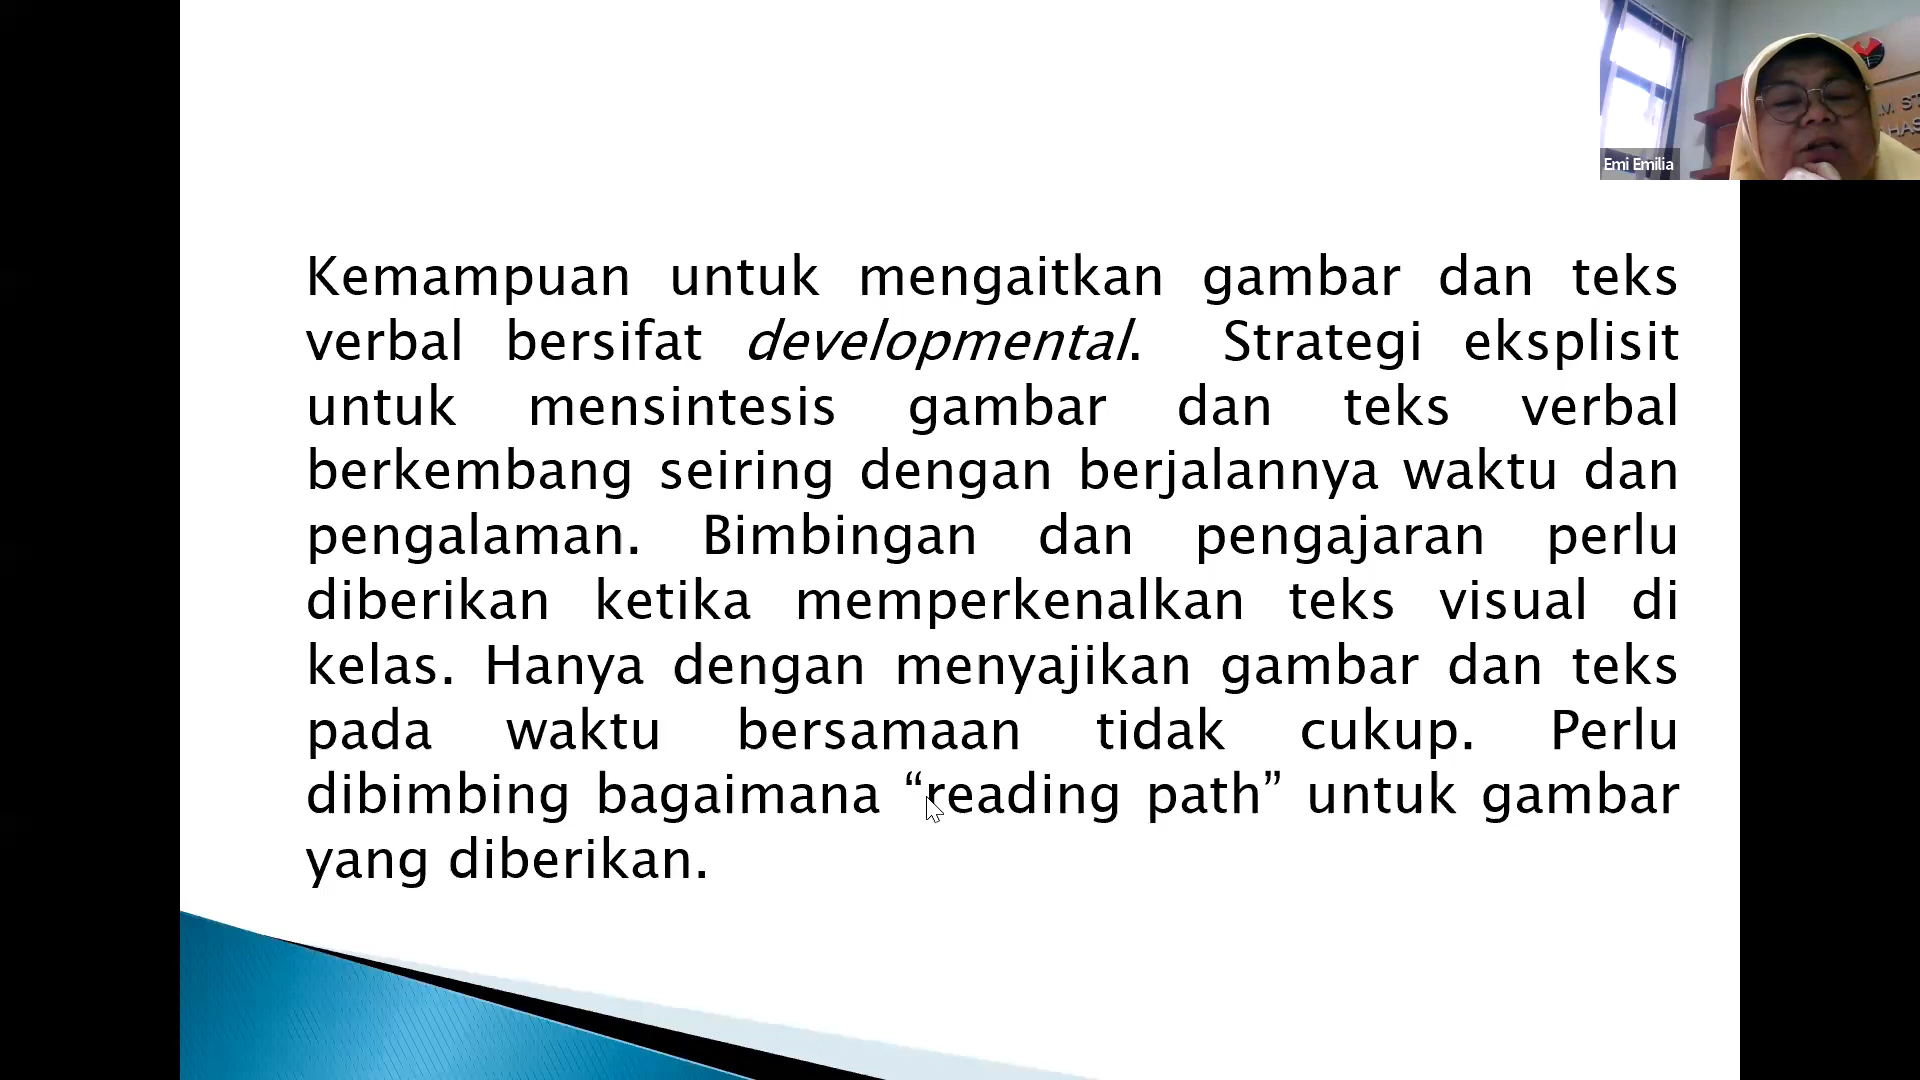 Emi Emilia
Kemampuan untuk mengaitkan gambar dan teks
verbal bersifat developmental. Strategi eksplisit
untuk mensintesis gambar dan teks verbal
berkembang seiring dengan berjalannya waktu dan
pengalaman. Bimbingan dan pengajaran perlu
diberikan ketika memperkenalkan teks visual di
kelas. Hanya dengan menyajikan gambar dan teks
pada waktu bersamaan tidak cukup. Perlu
dibimbing bagaimana “reading path” untuk gambar
yang diberikan.